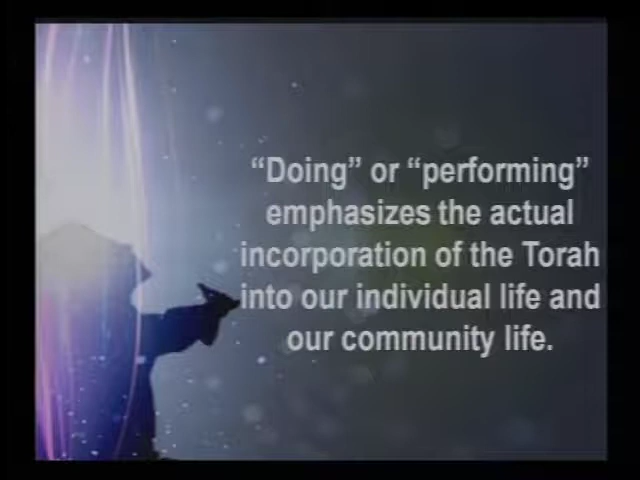 “Doing” or “performing”
emphasizes the actual
incorporation of the Torah
into our individual life and
our community life.